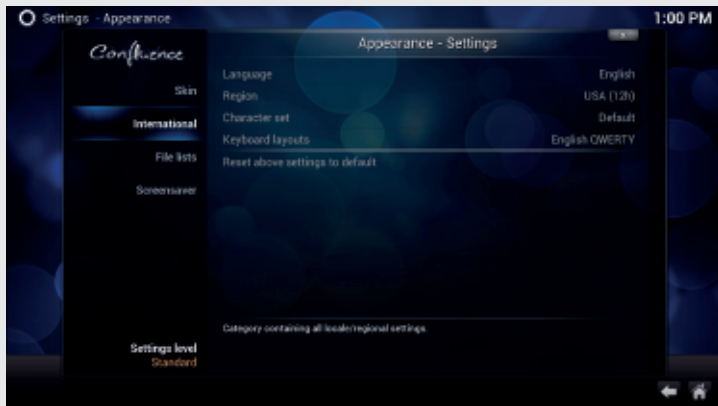 Settings - Appearance
1:00 PM
Confluence
Appearance - Settings
Skin
International
File lists
Screensaver
Language English
Region USA (12h)
Character set Default
Keyboard layouts English QWERTY
Reset above settings to default
Category containing all locale/regional settings.
Settings level
Standard